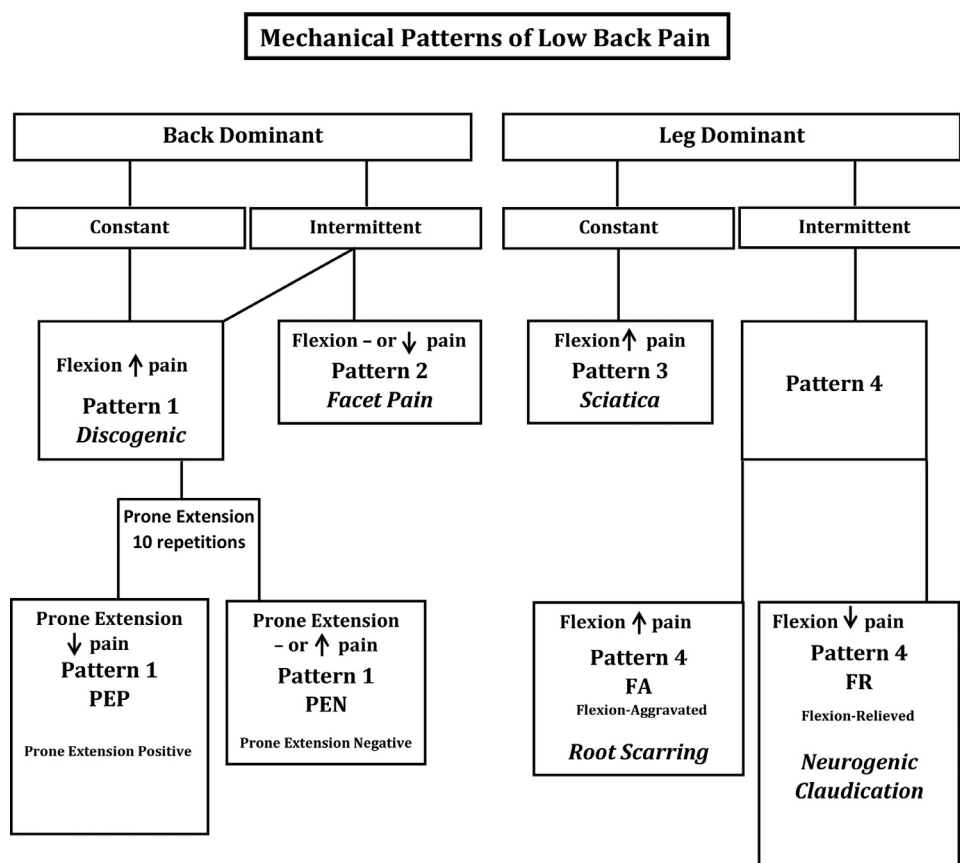 Mechanical Patterns of Low Back Pain
Back Dominant
Leg Dominant
Constant
Intermittent
Constant
Intermittent
Flexion ↑ pain
Pattern 1
Discogenic
Flexion – or ↓ pain
Pattern 2
Facet Pain
Flexion ↑ pain
Pattern 3
Sciatica
Pattern 4
Prone Extension
10 repetitions
Prone Extension
↓ pain
Pattern 1
PEP
Prone Extension Positive
Prone Extension
– or ↑ pain
Pattern 1
PEN
Prone Extension Negative
Flexion ↑ pain
Pattern 4
FA
Flexion-Aggravated
Root Scarring
Flexion ↓ pain
Pattern 4
FR
Flexion-Relieved
Neurogenic
Claudication